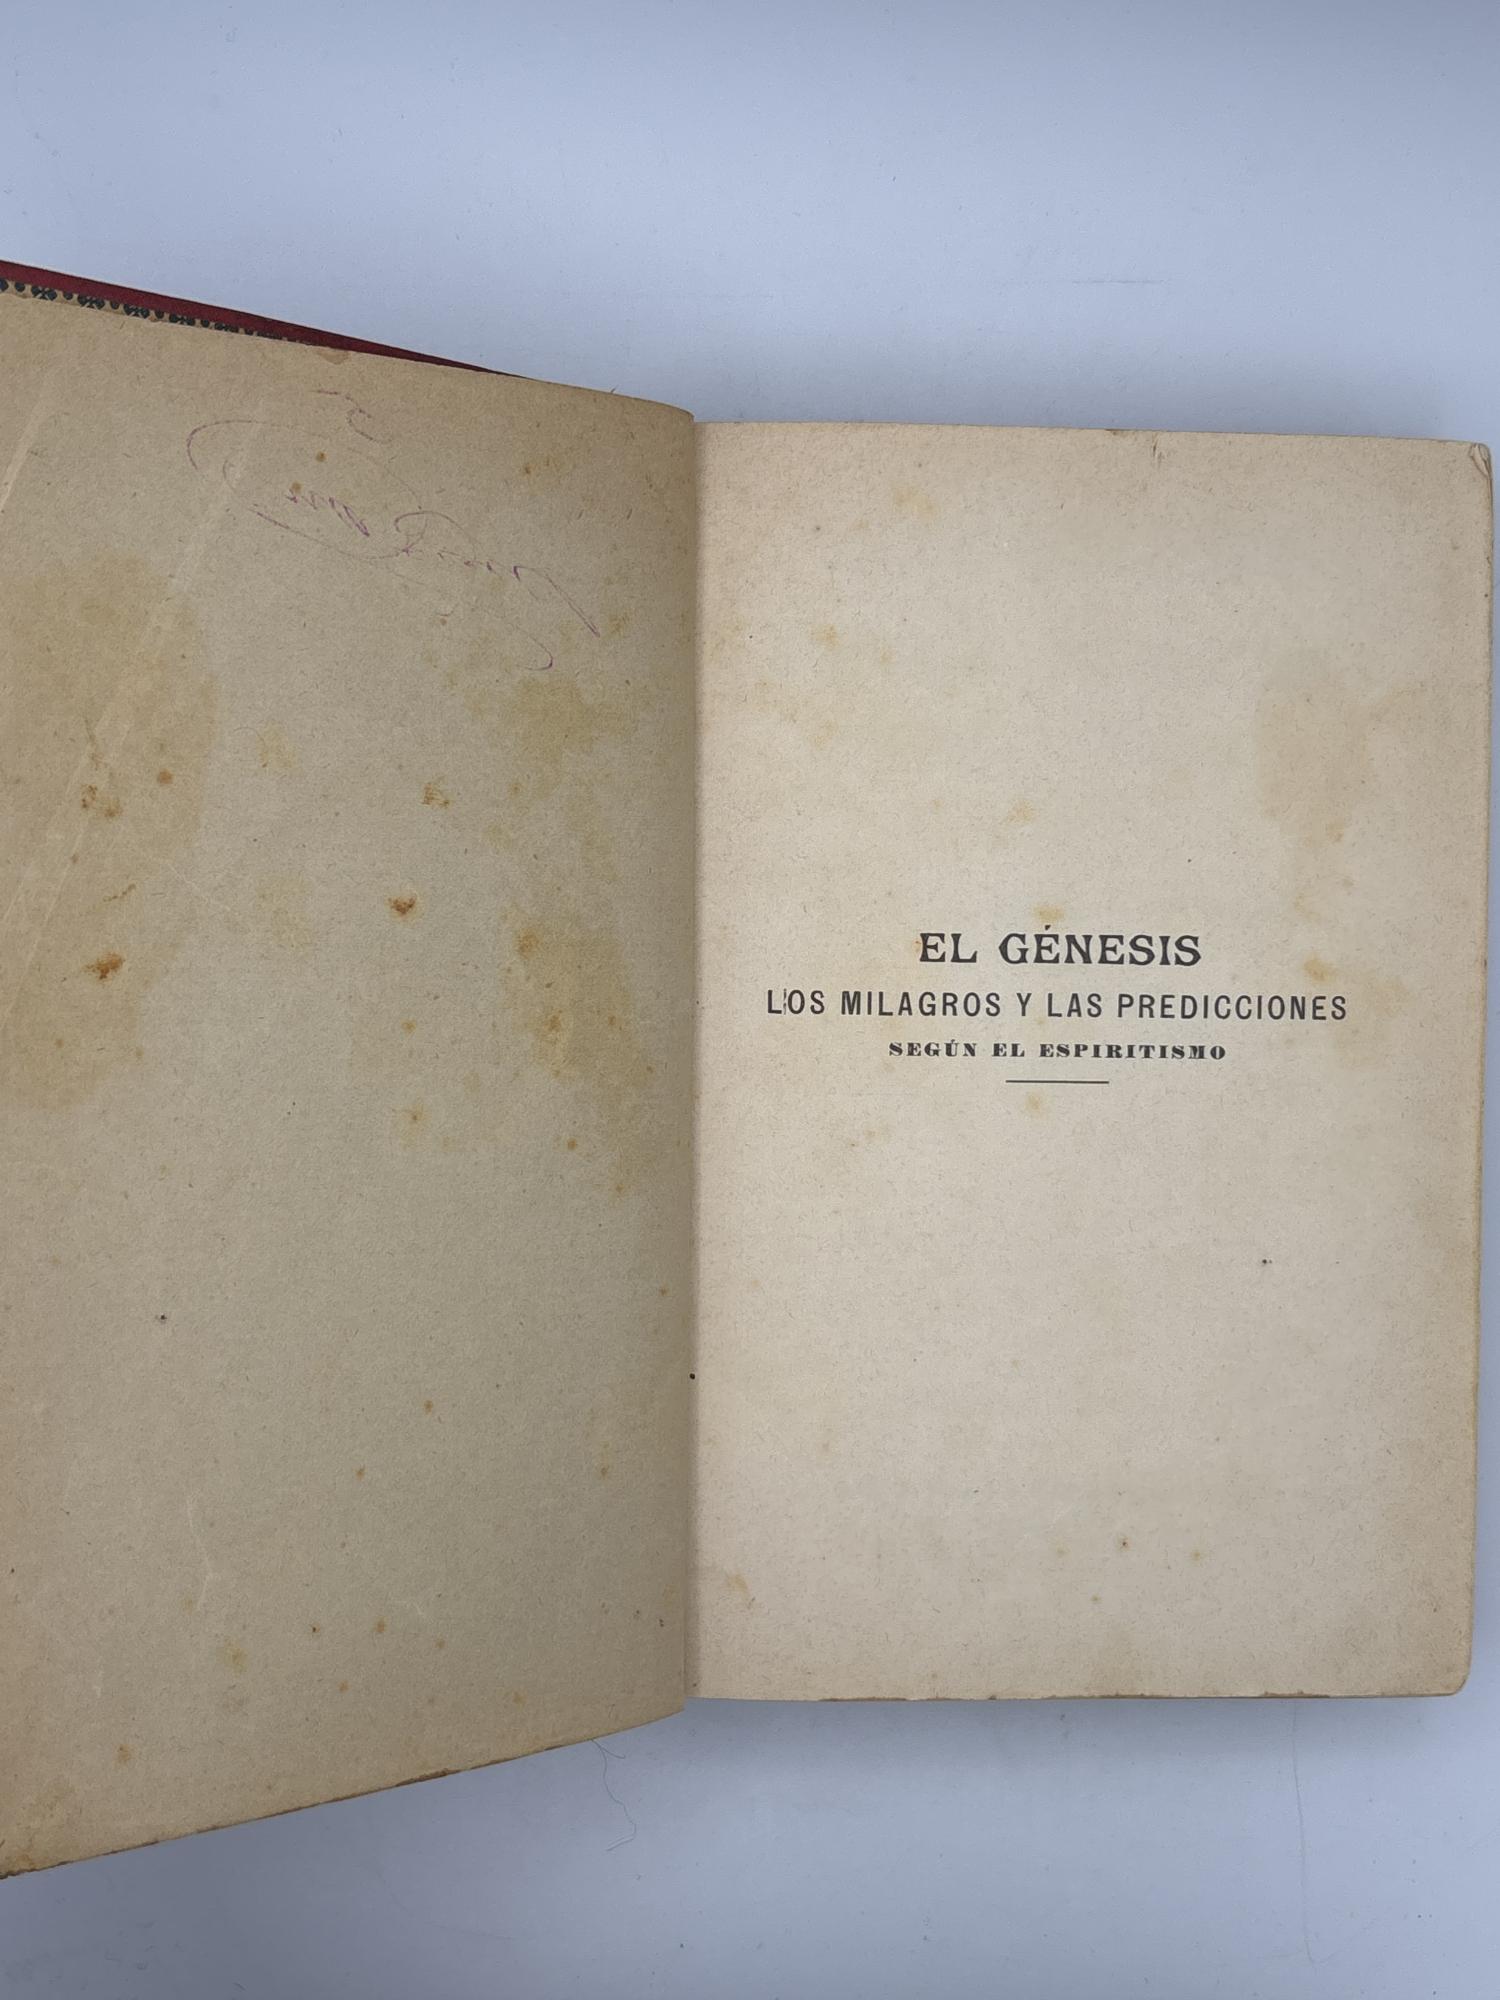 EL GÉNESIS
LOS MILAGROS Y LAS PREDICCIONES
SEGÚN EL ESPIRITISMO